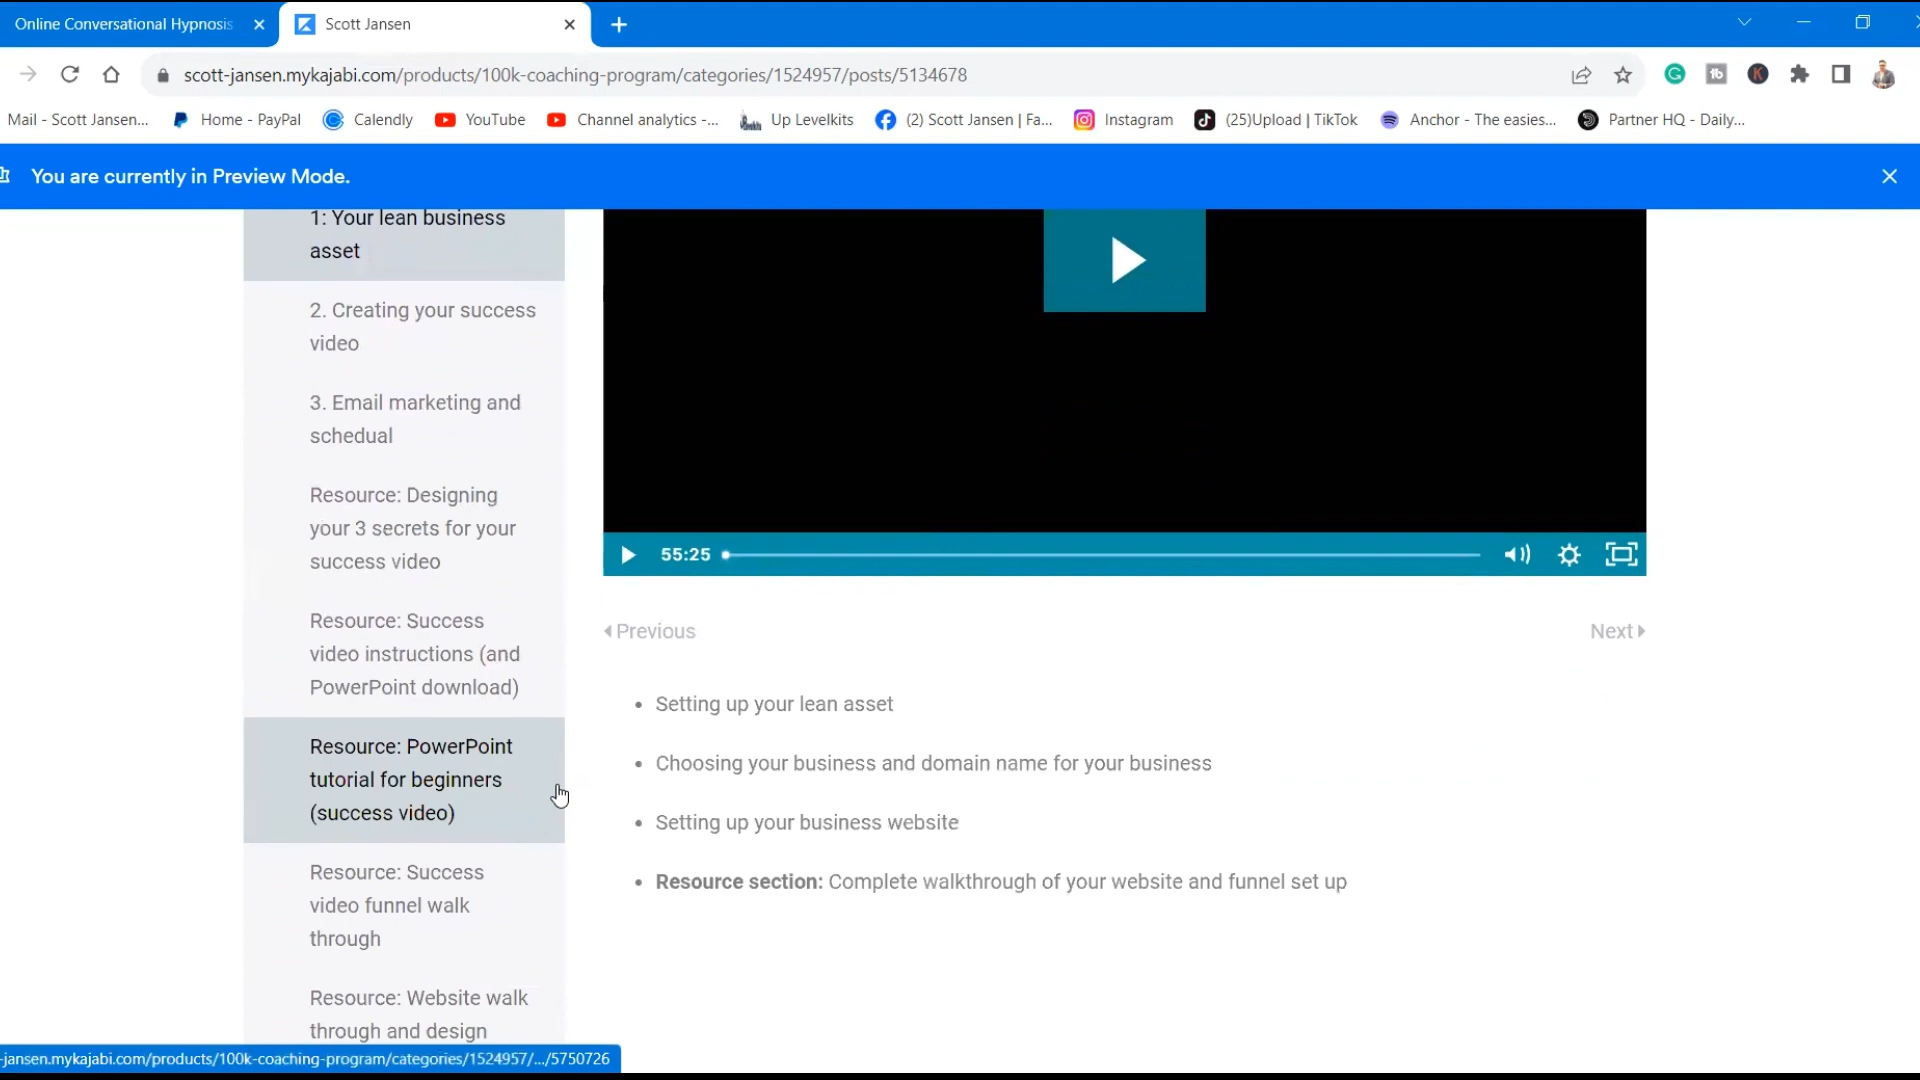 Online Conversational Hypnosis
Scott Jansen
scott-jansen.mykajabi.com/products/100k-coaching-program/categories/1524957/posts/5134678
Mail - Scott Jansen...
Home - PayPal
Calendly
YouTube
Channel analytics -...
Up Levelkits
(2) Scott Jansen | Fa...
Instagram
(25)Upload | TikTok
Anchor - The easies...
Partner HQ - Daily...
You are currently in Preview Mode.
1: Your lean business
asset
2. Creating your success
video
3. Email marketing and
schedual
Resource: Designing
your 3 secrets for your
success video
Resource: Success
video instructions (and
PowerPoint download)
Resource: PowerPoint
tutorial for beginners
(success video)
Resource: Success
video funnel walk
through
Resource: Website walk
through and design
55:25
Previous
Next
• Setting up your lean asset
• Choosing your business and domain name for your business
• Setting up your business website
• Resource section: Complete walkthrough of your website and funnel set up
-jansen.mykajabi.com/products/100k-coaching-program/categories/1524957/.../5750726